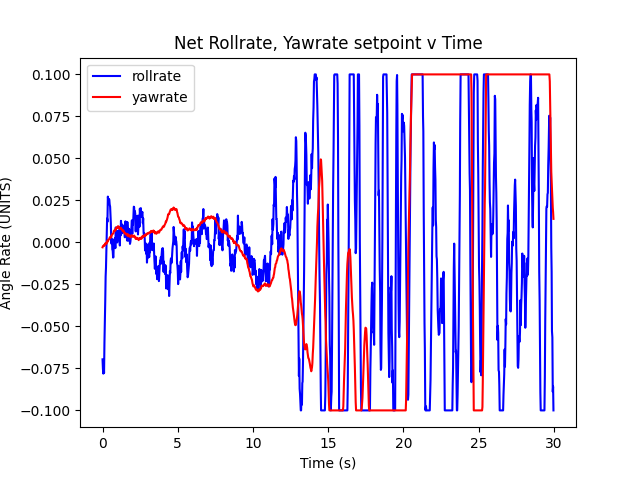 Net Rollrate, Yawrate setpoint v Time
rollrate
yawrate
0.100
0.075
0.050
0.025
0.000
−0.025
−0.050
−0.075
−0.100
Angle Rate (UNITS)
0 5 10 15 20 25 30
Time (s)